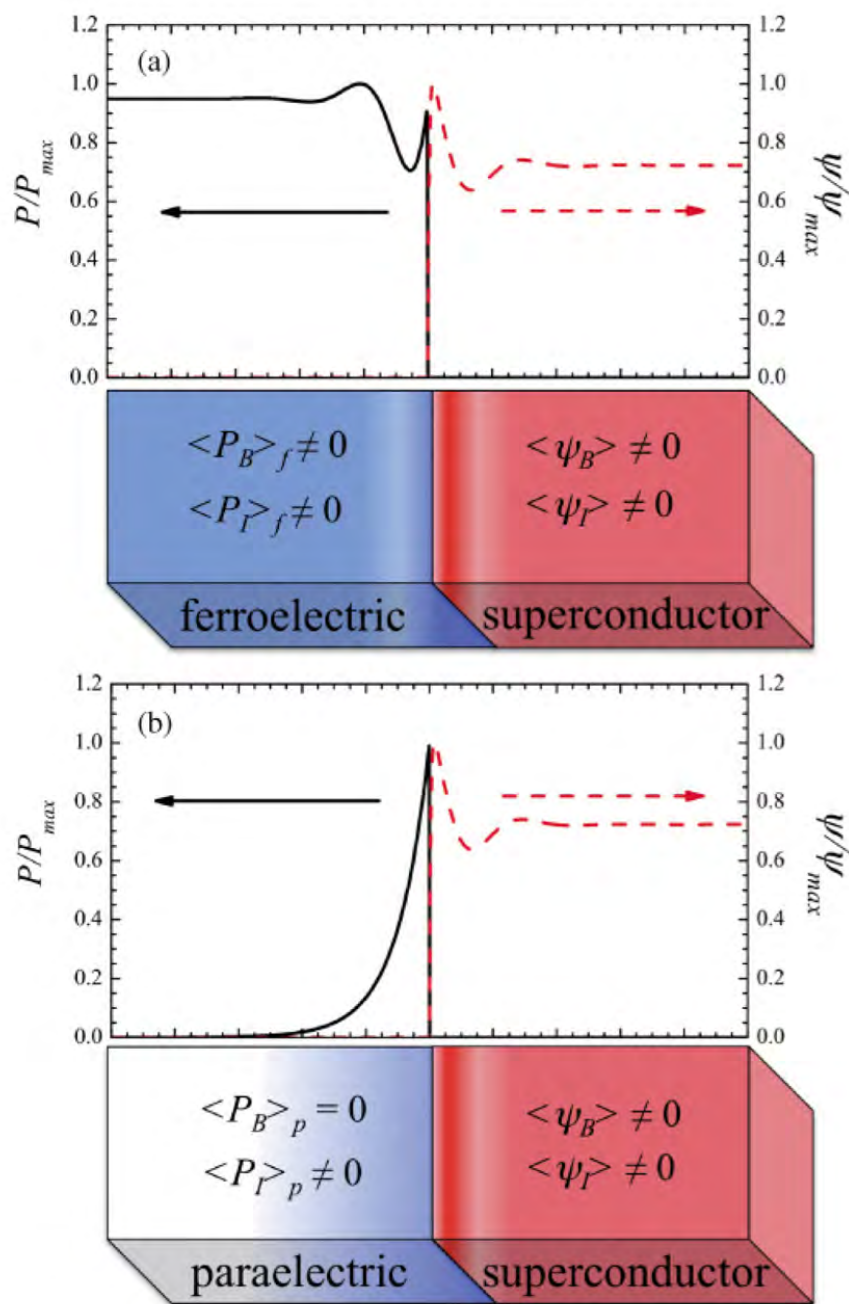 1.2 1.2
(a)
1.0 1.0
0.8 0.8
P/P_max
0.6 0.6
ψ/ψ_max
0.4 0.4
0.2 0.2
0.0 0.0
<P_B>_f ≠ 0 <ψ_B> ≠ 0
<P_I>_f ≠ 0 <ψ_I> ≠ 0
ferroelectric superconductor
1.2 1.2
(b)
1.0 1.0
0.8 0.8
P/P_max
0.6 0.6
ψ/ψ_max
0.4 0.4
0.2 0.2
0.0 0.0
<P_B>_p = 0 <ψ_B> ≠ 0
<P_I>_p ≠ 0 <ψ_I> ≠ 0
paraelectric superconductor